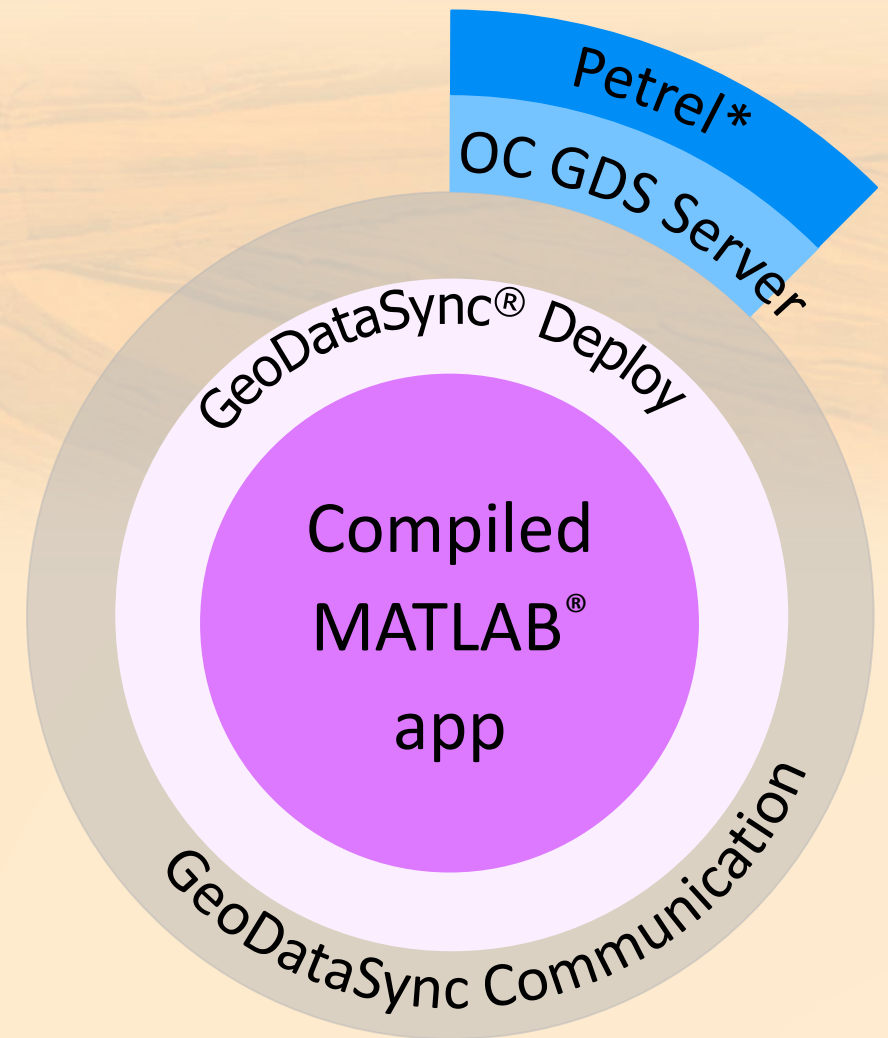 Petrel*
OC GDS Server
GeoDataSync® Deploy
Compiled
MATLAB®
app
GeoDataSync Communication